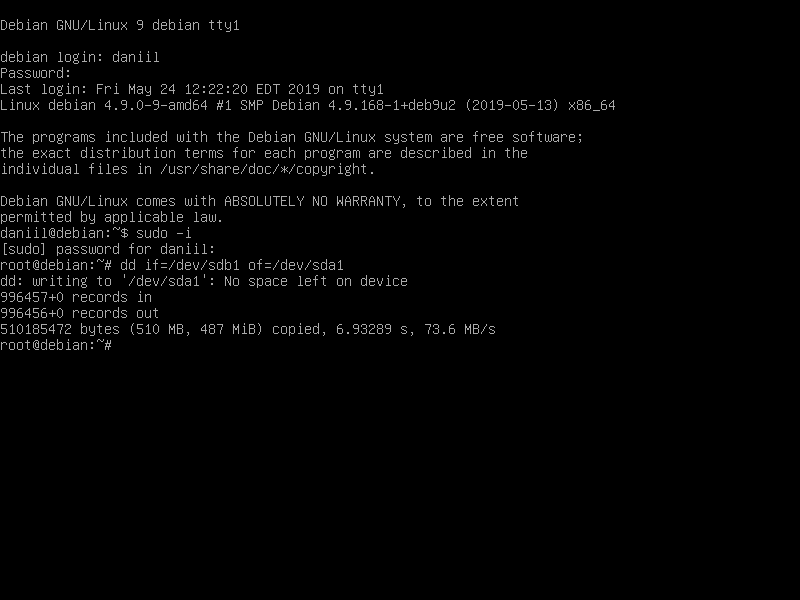 Debian GNU/Linux 9 debian tty1
debian login: daniil
Password:
Last login: Fri May 24 12:22:20 EDT 2019 on tty1
Linux debian 4.9.0-9-amd64 #1 SMP Debian 4.9.168-1+deb9u2 (2019-05-13) x86_64
The programs included with the Debian GNU/Linux system are free software;
the exact distribution terms for each program are described in the
individual files in /usr/share/doc/*/copyright.
Debian GNU/Linux comes with ABSOLUTELY NO WARRANTY, to the extent
permitted by applicable law.
daniil@debian:~$ sudo -i
[sudo] password for daniil:
root@debian:~# dd if=/dev/sdb1 of=/dev/sda1
dd: writing to '/dev/sda1': No space left on device
996457+0 records in
996456+0 records out
510185472 bytes (510 MB, 487 MiB) copied, 6.93289 s, 73.6 MB/s
root@debian:~#